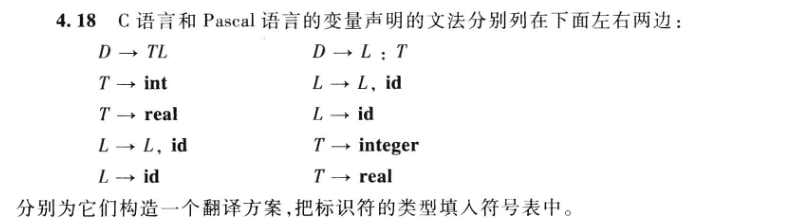 4.18 C 语言和 Pascal 语言的变量声明的文法分别列在下面左右两边：
D → TL D → L : T
T → int L → L, id
T → real L → id
L → L, id T → integer
L → id T → real
分别为它们构造一个翻译方案,把标识符的类型填入符号表中。